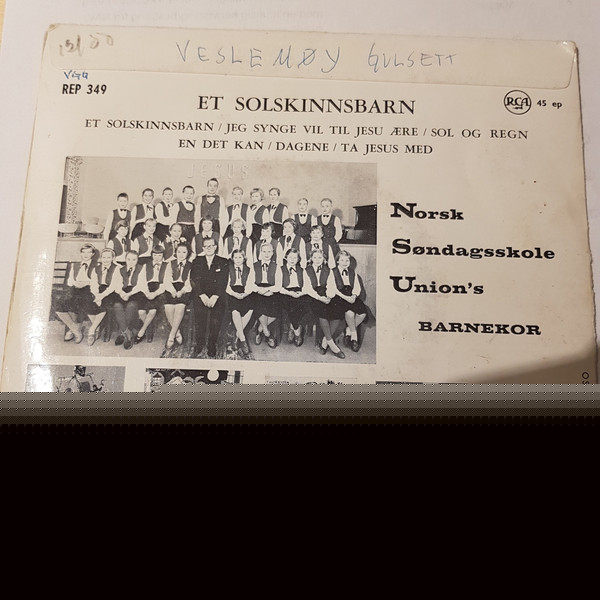 VESLEMØY GULSETT
VGG
REP 349
ET SOLSKINNSBARN
RCA 45 ep
ET SOLSKINNSBARN / JEG SYNGE VIL TIL JESU ÆRE / SOL OG REGN
EN DET KAN / DAGENE / TA JESUS MED
Norsk
Søndagsskole
Union's
BARNEKOR